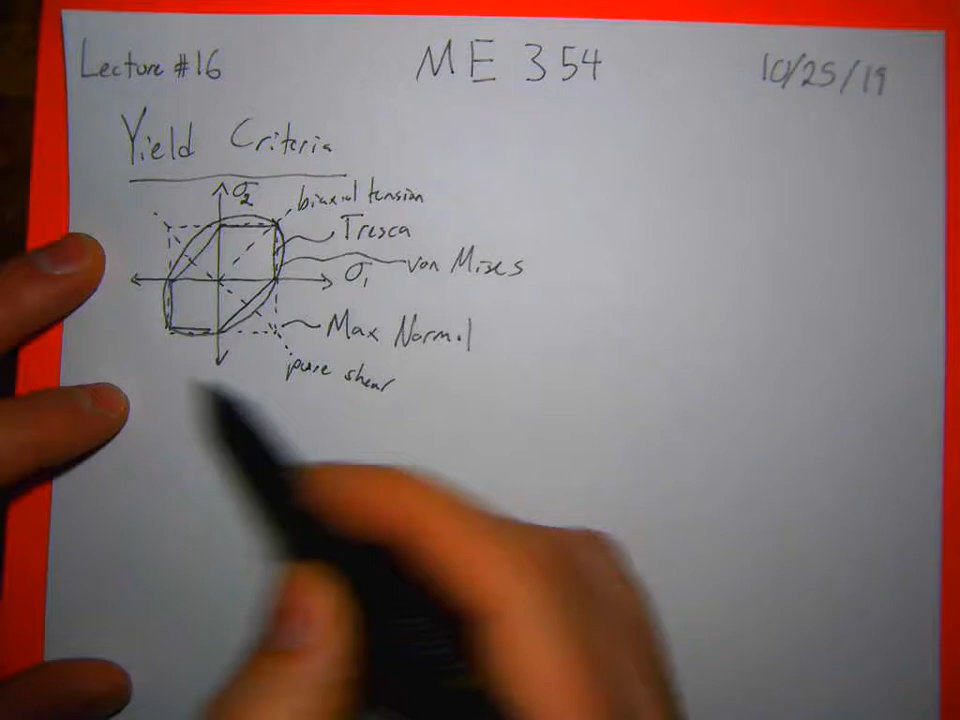 Lecture #16
ME 354
10/25/19
Yield Criteria
σ2
biaxial tension
Tresca
von Mises
σ1
Max Normal
pure shear